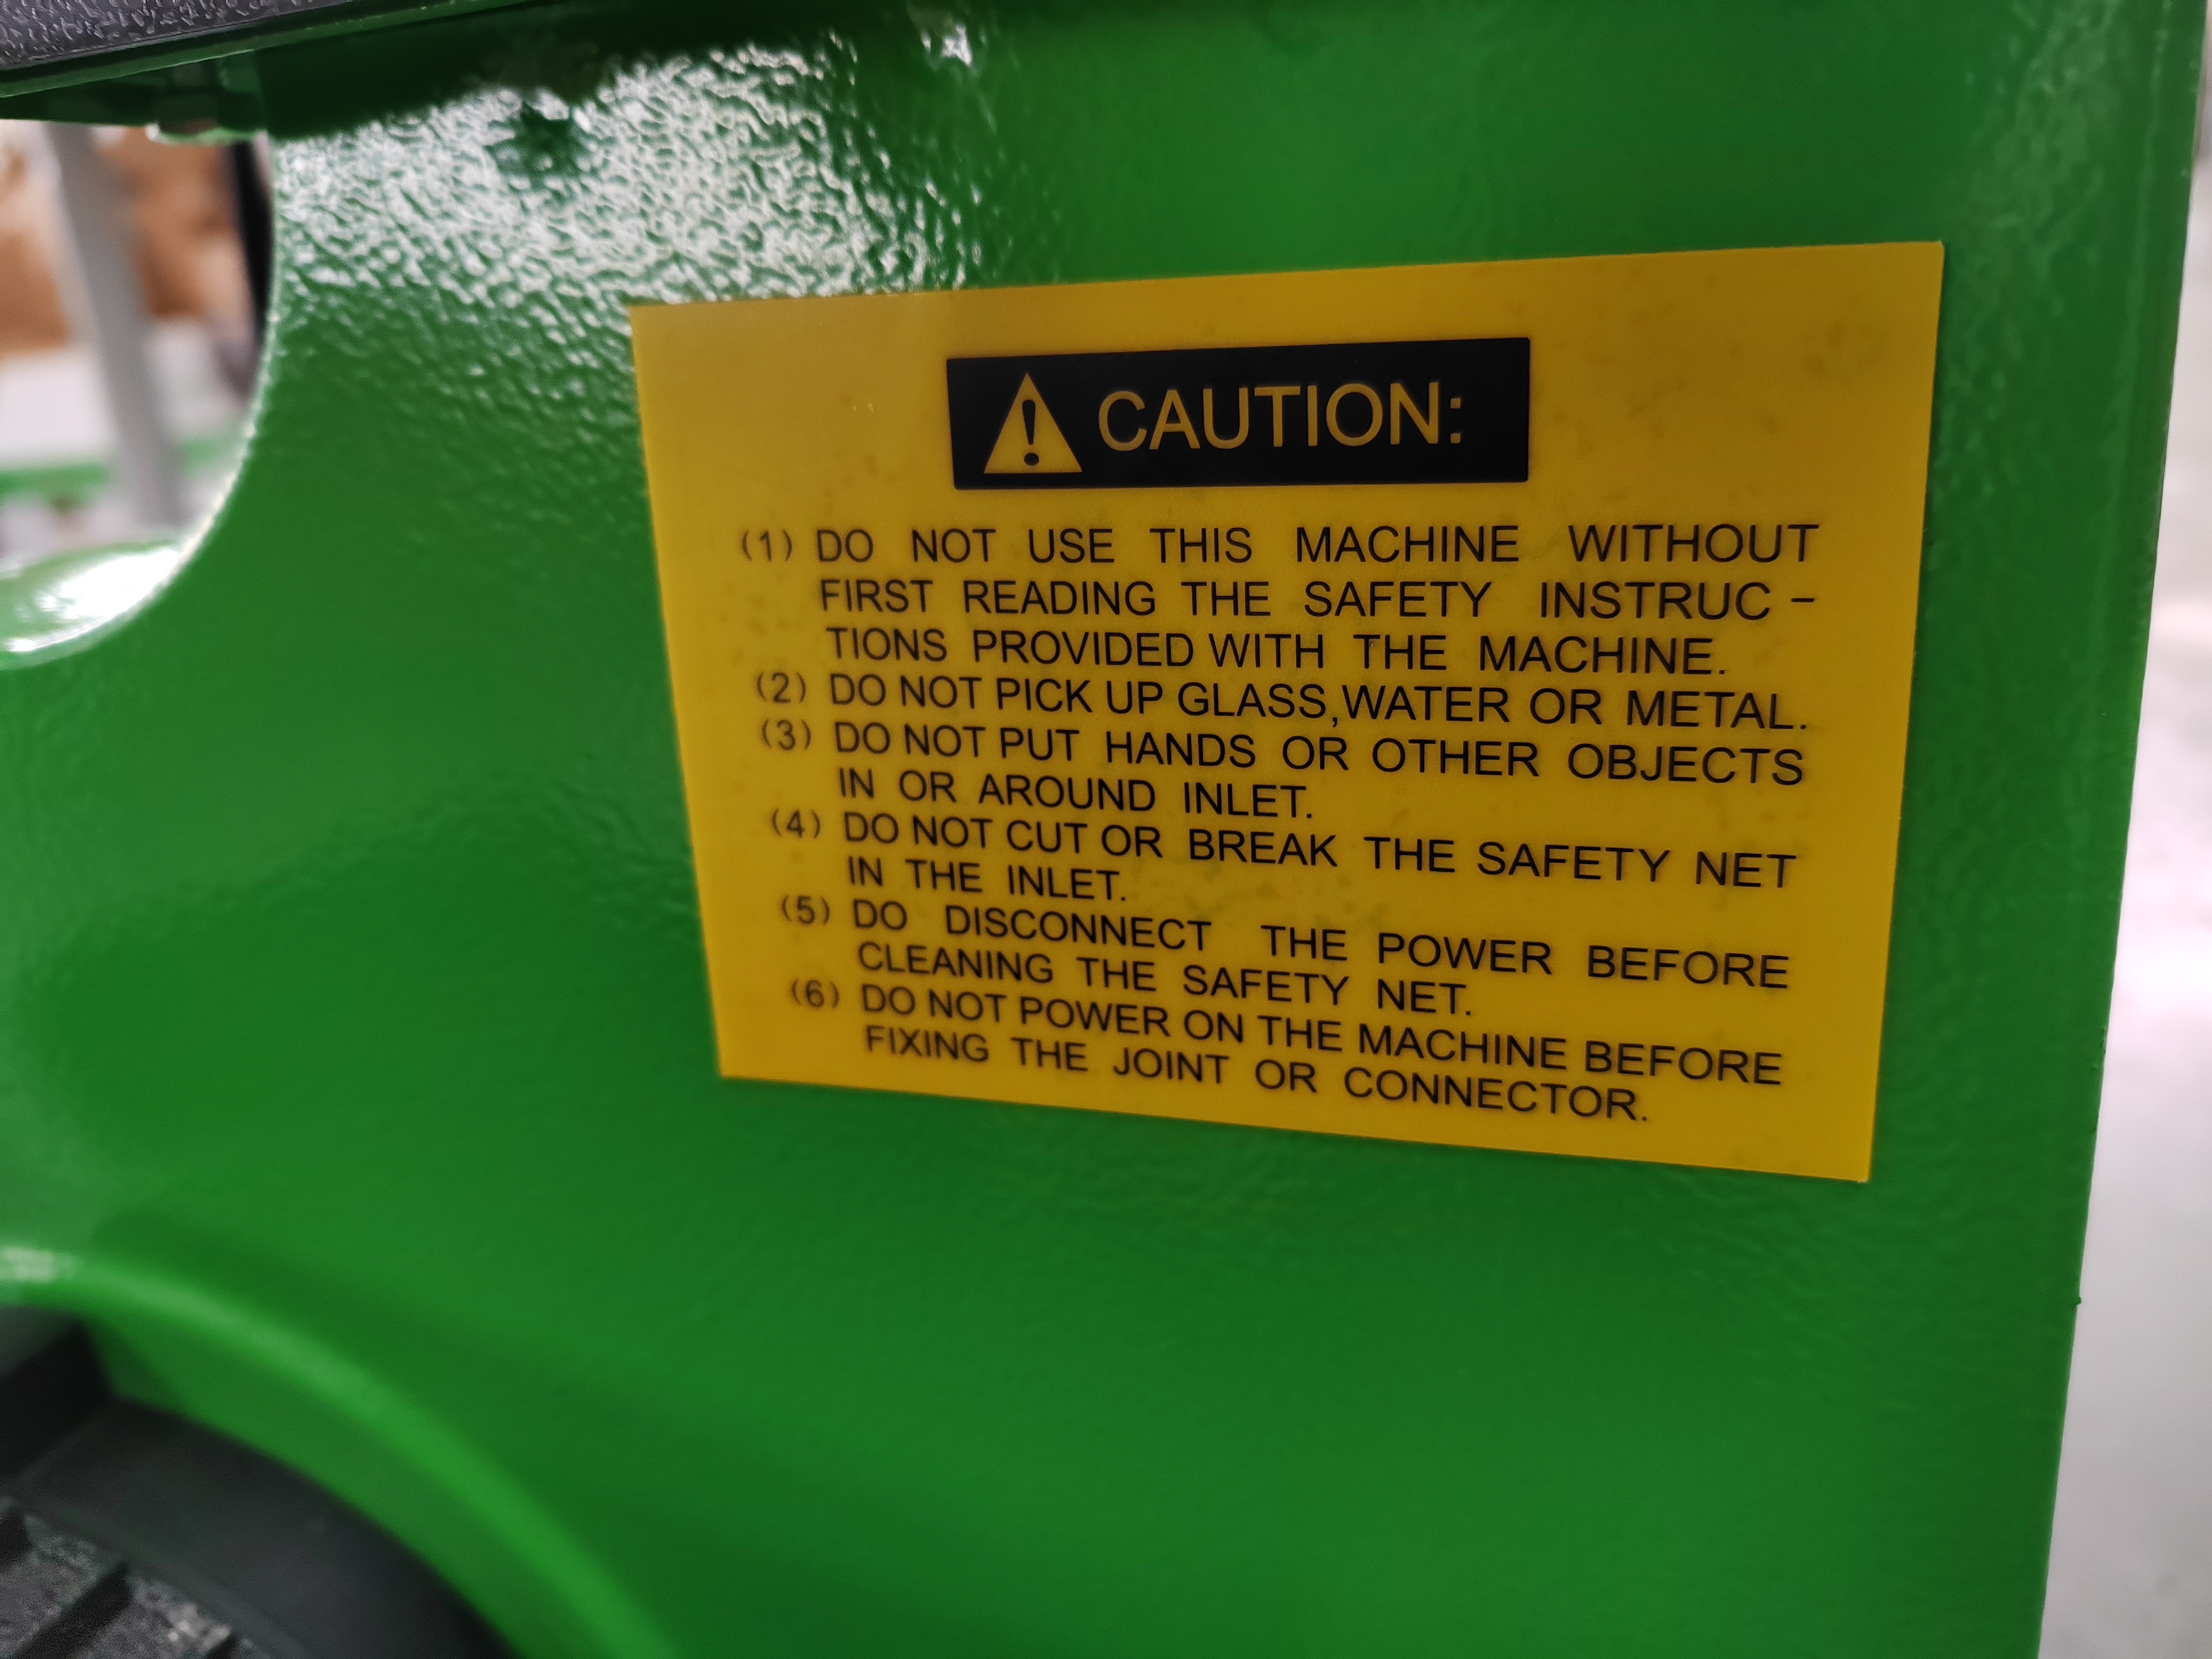 CAUTION:
(1) DO NOT USE THIS MACHINE WITHOUT
FIRST READING THE SAFETY INSTRUC -
TIONS PROVIDED WITH THE MACHINE.
(2) DO NOT PICK UP GLASS,WATER OR METAL.
(3) DO NOT PUT HANDS OR OTHER OBJECTS
IN OR AROUND INLET.
(4) DO NOT CUT OR BREAK THE SAFETY NET
IN THE INLET.
(5) DO DISCONNECT THE POWER BEFORE
CLEANING THE SAFETY NET.
(6) DO NOT POWER ON THE MACHINE BEFORE
FIXING THE JOINT OR CONNECTOR.